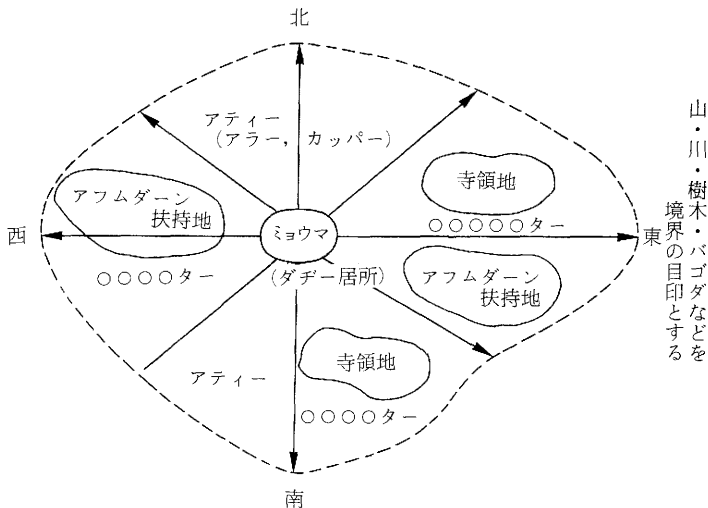 北
アティー
(アラー, カッパー)
寺領地
○○○○○ター
アフムダーン
扶持地
西
ミョウマ
東
○○○○ター
(ダヂー居所)
アフムダーン
扶持地
アティー
寺領地
○○○○ター
南
山・川・樹木・バゴダなどを
境界の目印とする